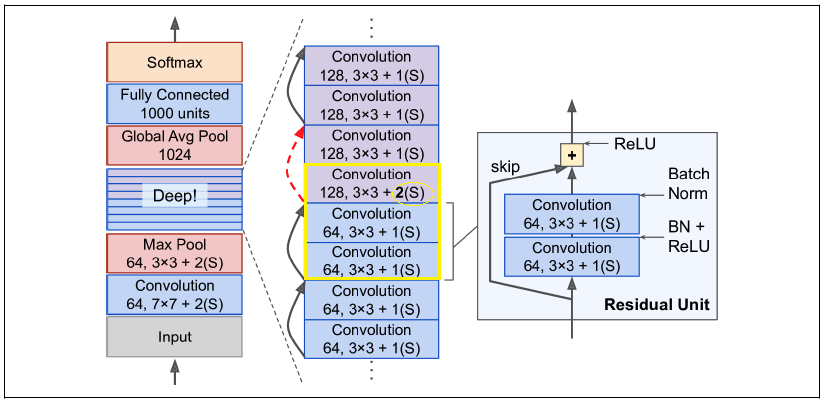 Softmax
Fully Connected
1000 units
Global Avg Pool
1024
Deep!
Max Pool
64, 3×3 + 2(S)
Convolution
64, 7×7 + 2(S)
Input
Convolution
128, 3×3 + 1(S)
Convolution
128, 3×3 + 1(S)
Convolution
128, 3×3 + 1(S)
Convolution
128, 3×3 + 2(S)
Convolution
64, 3×3 + 1(S)
Convolution
64, 3×3 + 1(S)
Convolution
64, 3×3 + 1(S)
Convolution
64, 3×3 + 1(S)
+
ReLU
skip
Batch
Norm
Convolution
64, 3×3 + 1(S)
BN +
ReLU
Convolution
64, 3×3 + 1(S)
Residual Unit